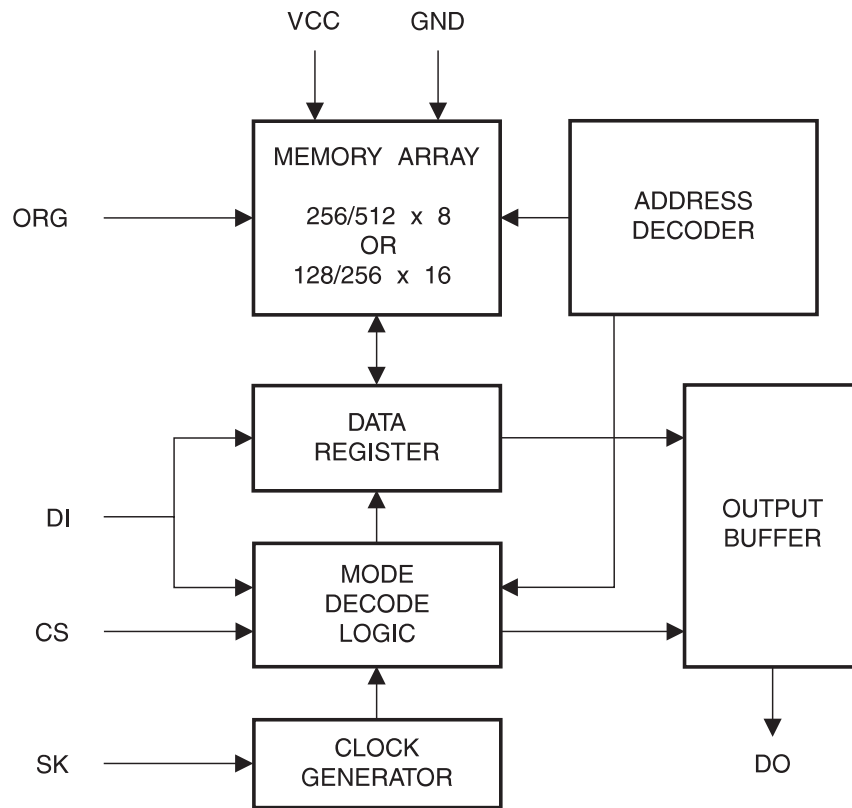 VCC
GND
MEMORY ARRAY
256/512 x 8
OR
128/256 x 16
ADDRESS
DECODER
ORG
DATA
REGISTER
DI
OUTPUT
BUFFER
MODE
DECODE
LOGIC
CS
CLOCK
GENERATOR
SK
DO